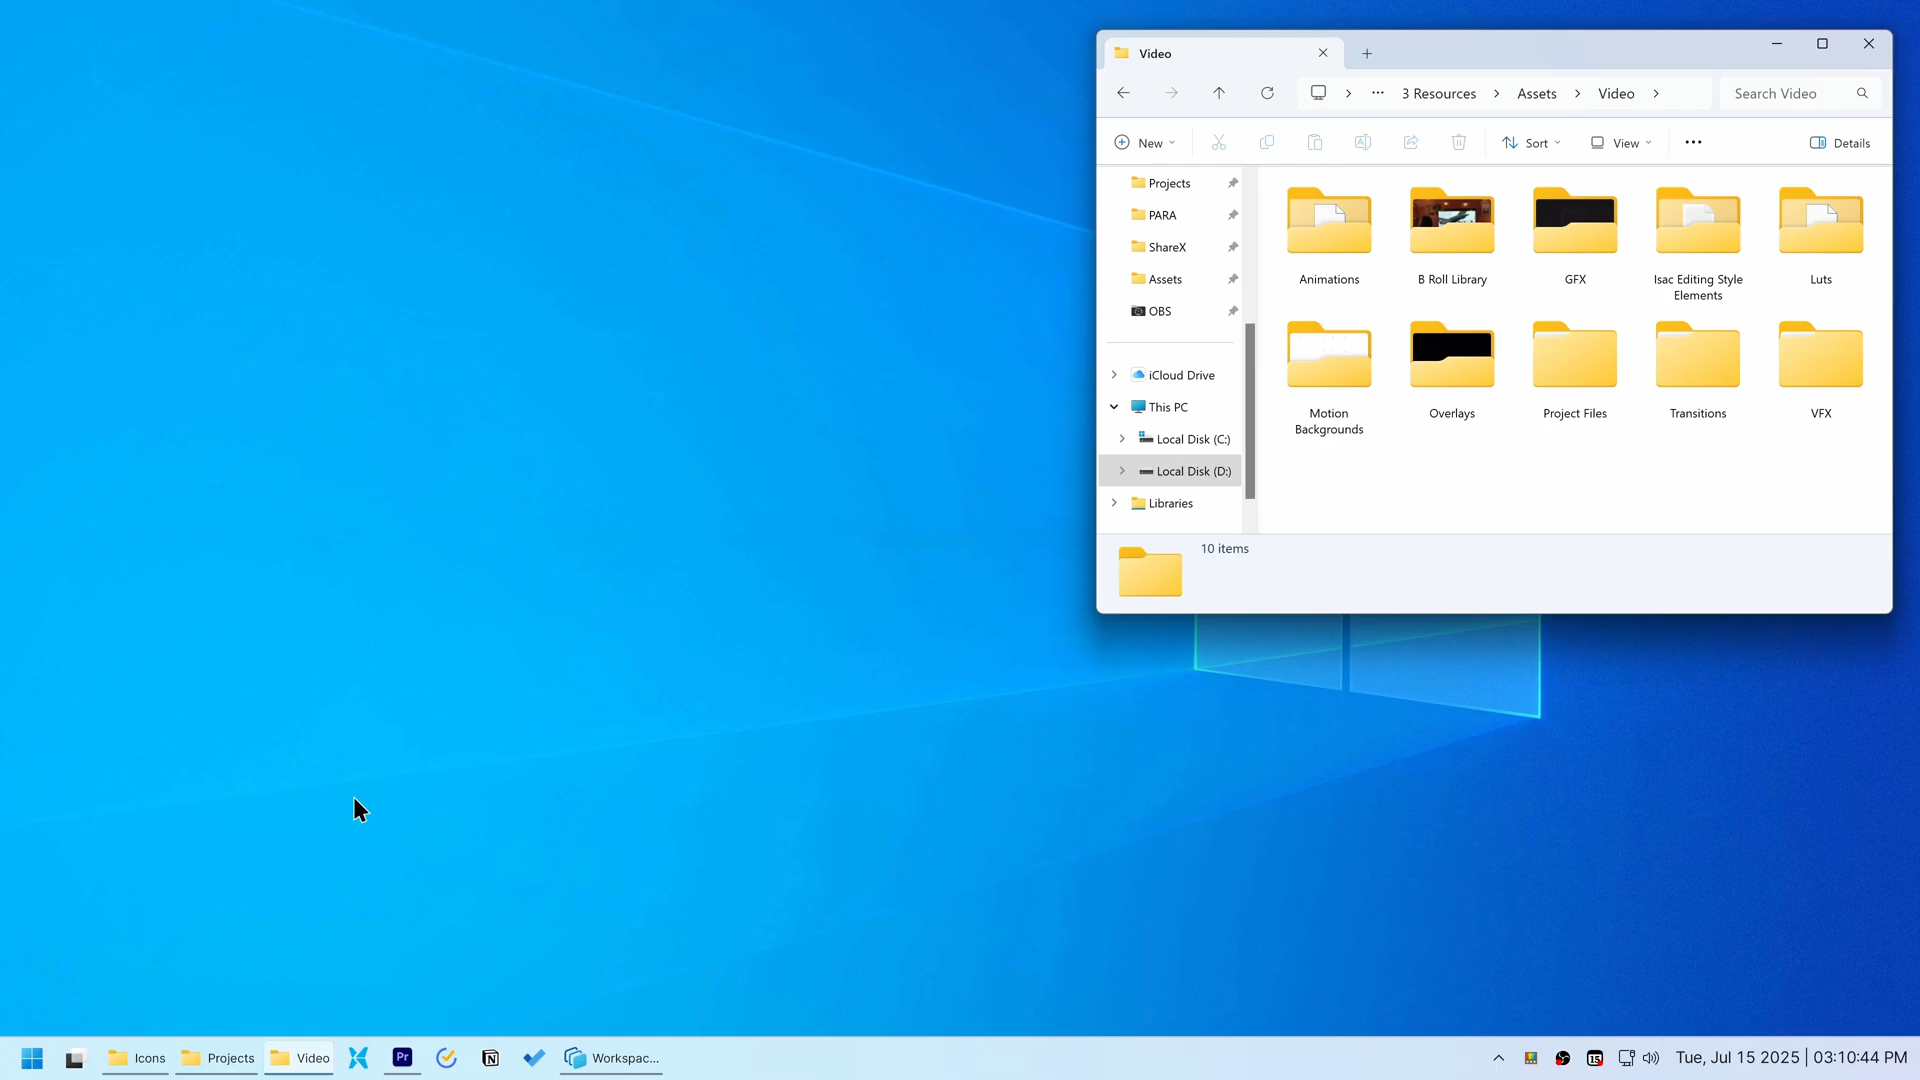 Video
3 Resources
Assets
Video
Search Video
New
Sort
View
Details
Projects
PARA
ShareX
Assets
OBS
iCloud Drive
This PC
Local Disk (C:)
Local Disk (D:)
Libraries
Animations
B Roll Library
GFX
Isac Editing Style
Elements
Luts
Motion
Backgrounds
Overlays
Project Files
Transitions
VFX
10 items
Icons
Projects
Video
Pr
Workspac...
15
Tue, Jul 15 2025 | 03:10:44 PM